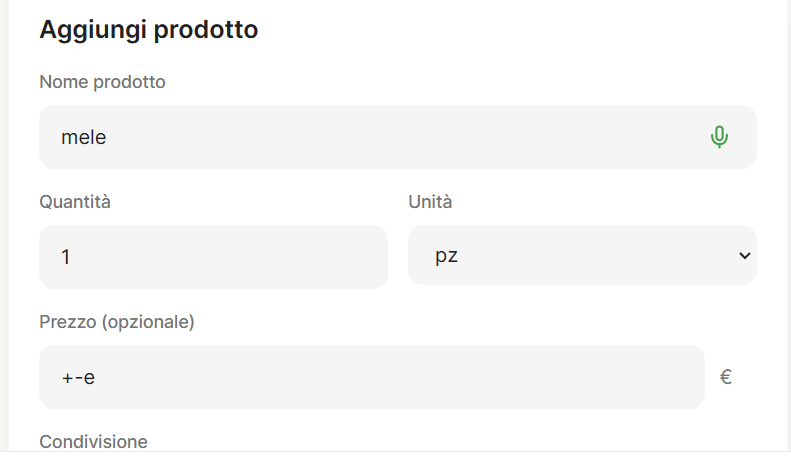 Aggiungi prodotto
Nome prodotto
mele
Quantità
Unità
1
pz
Prezzo (opzionale)
+-e
€
Condivisione